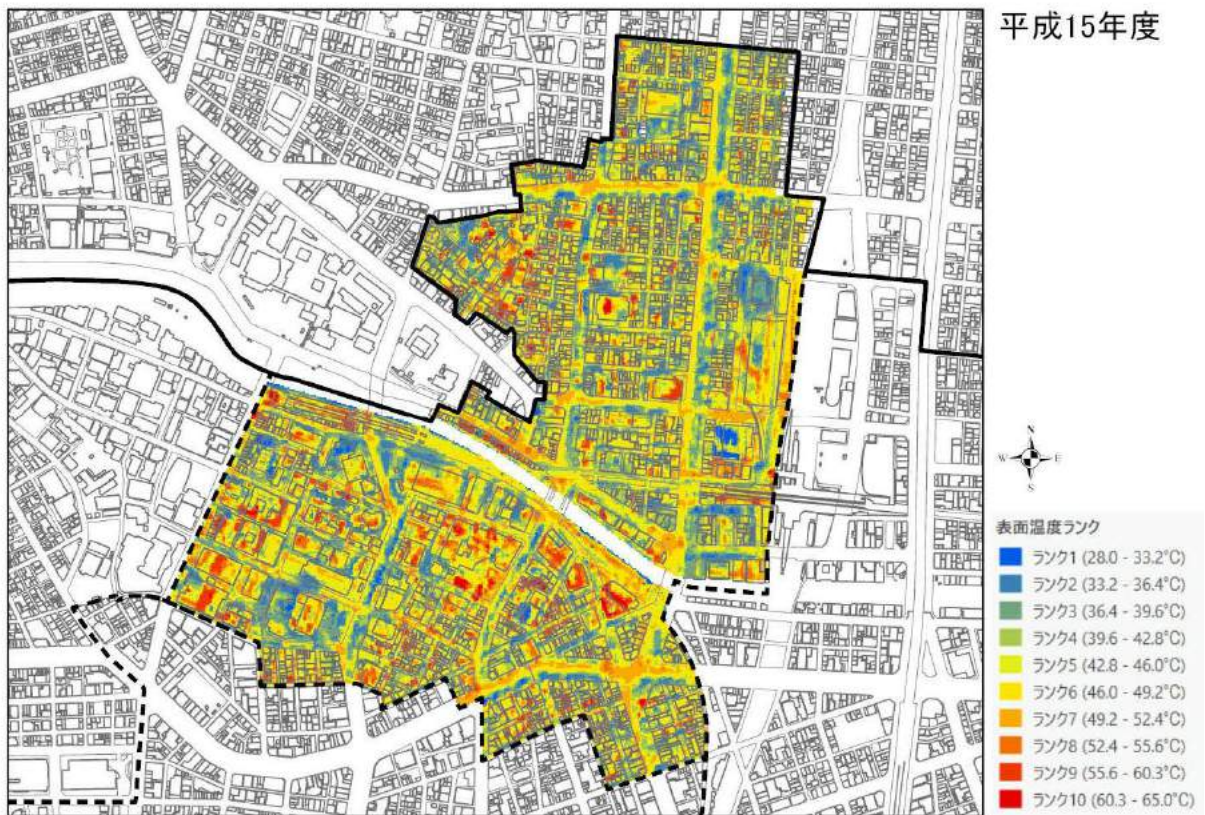 平成15年度
N
W
E
S
表面温度ランク
ランク1 (28.0 - 33.2°C)
ランク2 (33.2 - 36.4°C)
ランク3 (36.4 - 39.6°C)
ランク4 (39.6 - 42.8°C)
ランク5 (42.8 - 46.0°C)
ランク6 (46.0 - 49.2°C)
ランク7 (49.2 - 52.4°C)
ランク8 (52.4 - 55.6°C)
ランク9 (55.6 - 60.3°C)
ランク10 (60.3 - 65.0°C)